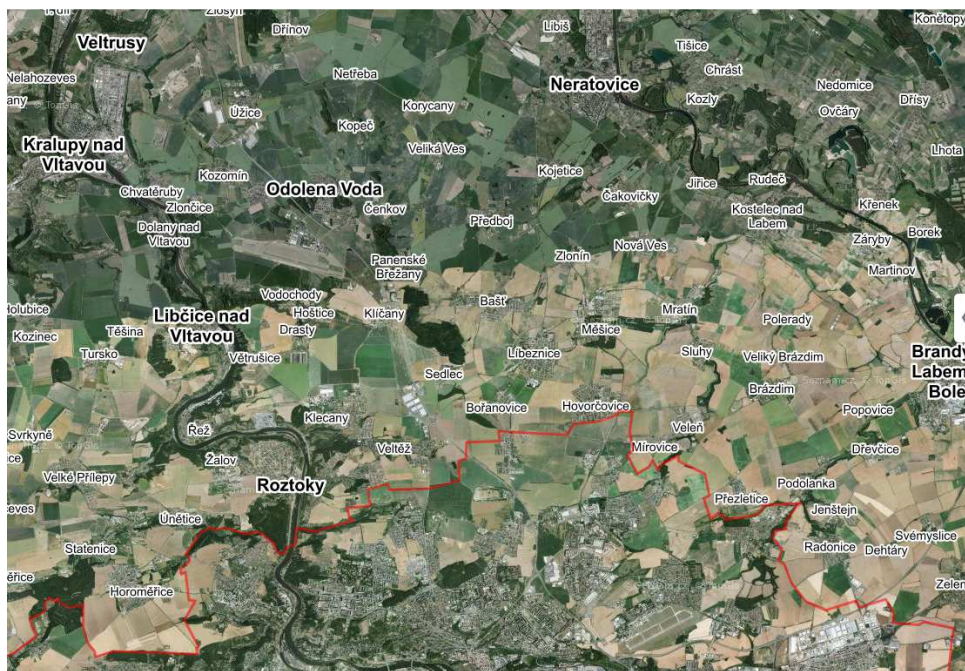 Zlosyň
Konětopy
Dřínov
Libiš
Veltrusy
Tišice
Chrást
Nelahozeves
Netřeba
Neratovice
Nedomice
Kozly
Dřísy
Korycany
Ovčáry
Úžice
Kopeč
Kralupy nad
Vltavou
Veliká Ves
Lhota
Kojetice
Kozomín
Jiřice
Rudeč
Chvatěruby
Odolena Voda
Čakovičky
Zlončice
Čenkov
Křenek
Předboj
Kostelec nad
Labem
Dolany nad
Vltavou
Borek
Záryby
Nová Ves
Zlonín
Panenské
Břežany
Martinov
Vodochody
Bašť
Holubice
Hoštice
Klíčany
Mratín
Libčice nad
Vltavou
Polerady
Kozinec
Těšina
Drasty
Měšice
Tursko
Líbeznice
Sluhy
Veliký Brázdim
Větrušice
Brandý
Labem
Bole
Sedlec
Brázdim
Bořanovice
Hovorčovice
Popovice
Klecany
Řež
Veleň
Svrkyně
Veltěž
Mírovice
Dřevčice
Žalov
Velké Přílepy
Roztoky
Podolanka
Přezletice
Jenštejn
Únětice
Svémyslice
Statenice
Radonice
Dehtáry
Zelen
Horoměřice